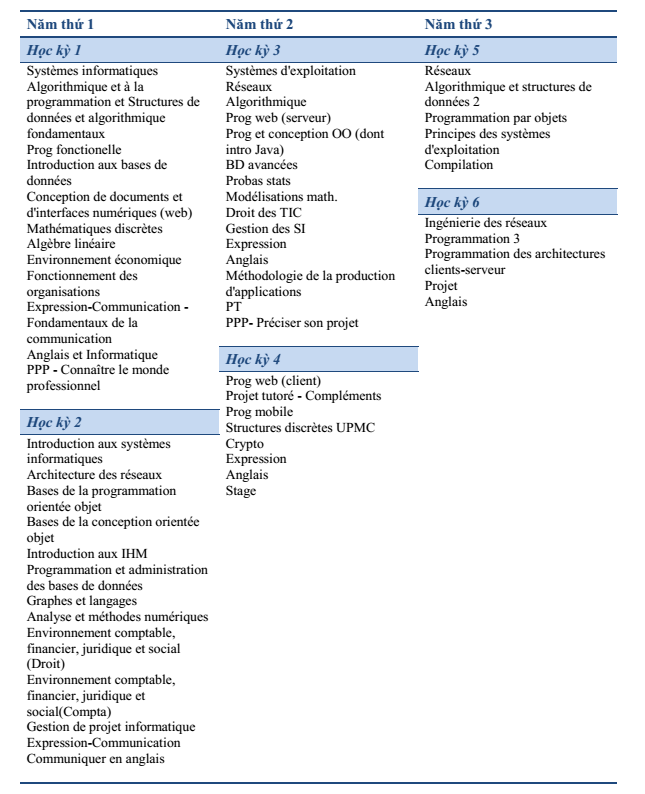 Năm thứ 1
Học kỳ 1
Systèmes informatiques
Algorithmique et à la
programmation et Structures de
données et algorithmique
fondamentaux
Prog fonctionelle
Introduction aux bases de
données
Conception de documents et
d'interfaces numériques (web)
Mathématiques discrètes
Algèbre linéaire
Environnement économique
Fonctionnement des
organisations
Expression-Communication -
Fondamentaux de la
communication
Anglais et Informatique
PPP - Connaître le monde
professionnel
Học kỳ 2
Introduction aux systèmes
informatiques
Architecture des réseaux
Bases de la programmation
orientée objet
Bases de la conception orientée
objet
Introduction aux IHM
Programmation et administration
des bases de données
Graphes et langages
Analyse et méthodes numériques
Environnement comptable,
financier, juridique et social
(Droit)
Environnement comptable,
financier, juridique et
social(Compta)
Gestion de projet informatique
Expression-Communication
Communiquer en anglais
Năm thứ 2
Học kỳ 3
Systèmes d'exploitation
Réseaux
Algorithmique
Prog web (serveur)
Prog et conception OO (dont
intro Java)
BD avancées
Probas stats
Modélisations math.
Droit des TIC
Gestion des SI
Expression
Anglais
Méthodologie de la production
d'applications
PT
PPP- Préciser son projet
Học kỳ 4
Prog web (client)
Projet tutoré - Compléments
Prog mobile
Structures discrètes UPMC
Crypto
Expression
Anglais
Stage
Năm thứ 3
Học kỳ 5
Réseaux
Algorithmique et structures de
données 2
Programmation par objets
Principes des systèmes
d'exploitation
Compilation
Học kỳ 6
Ingénierie des réseaux
Programmation 3
Programmation des architectures
clients-serveur
Projet
Anglais